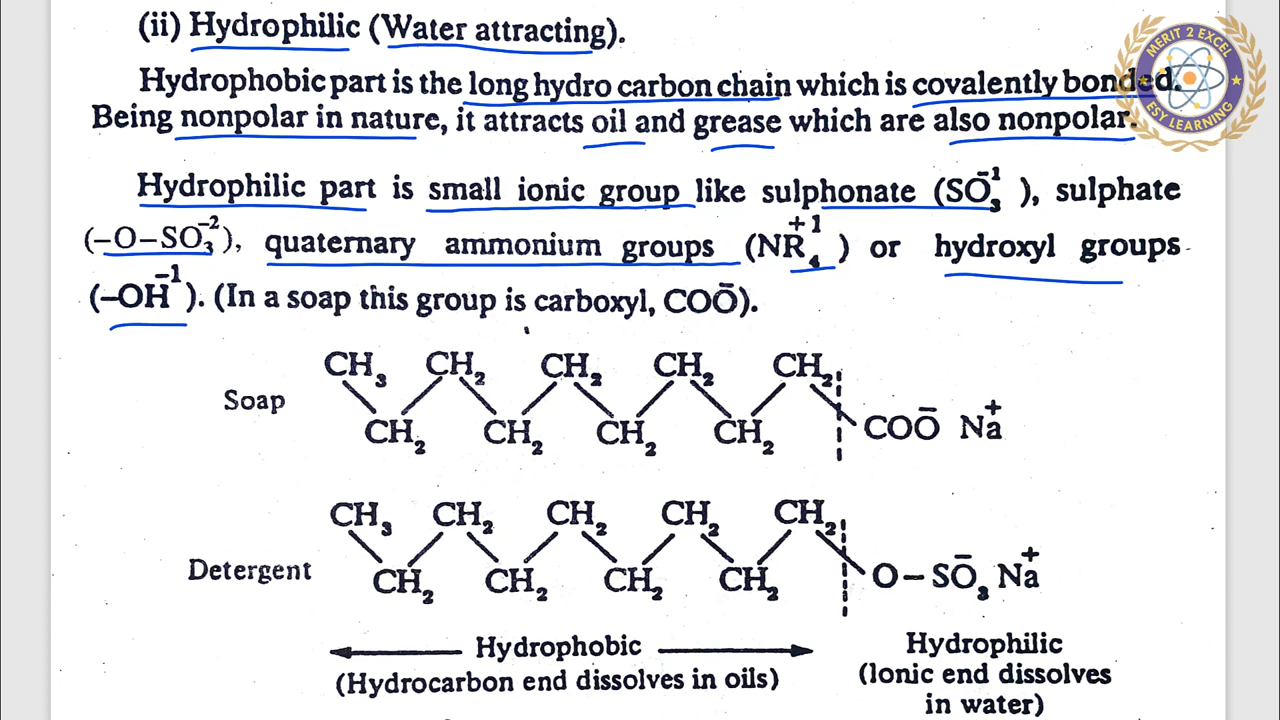 (ii) Hydrophilic (Water attracting).
Hydrophobic part is the long hydro carbon chain which is covalently bonded.
Being nonpolar in nature, it attracts oil and grease which are also nonpolar.
Hydrophilic part is small ionic group like sulphonate (SO₃⁻¹ ), sulphate
(–O–SO₃⁻²), quaternary ammonium groups (NR₄⁺¹ ) or hydroxyl groups
(–OH⁻¹). (In a soap this group is carboxyl, COO⁻).
CH₃ CH₂ CH₂ CH₂ CH₂
Soap
CH₂ CH₂ CH₂ CH₂ COO⁻ Na⁺
CH₃ CH₂ CH₂ CH₂ CH₂
Detergent
CH₂ CH₂ CH₂ CH₂ O – SO₃⁻ Na⁺
Hydrophobic
(Hydrocarbon end dissolves in oils)
Hydrophilic
(Ionic end dissolves
in water)
MERIT 2 EXCEL
ESY LEARNING